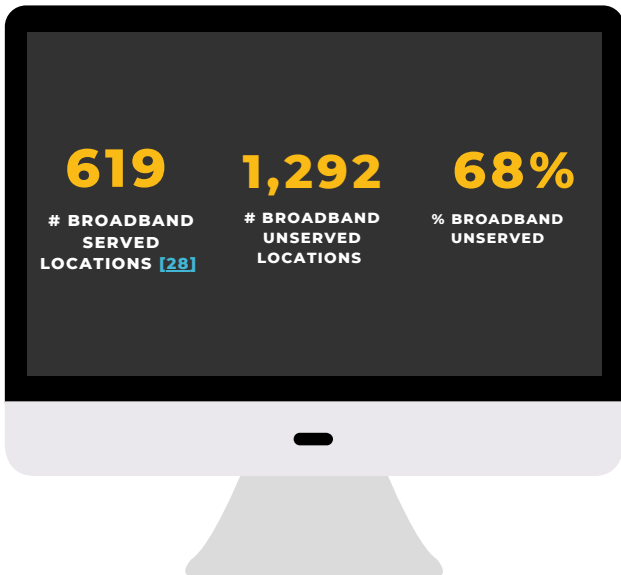 619
# BROADBAND
SERVED
LOCATIONS [28]
1,292
# BROADBAND
UNSERVED
LOCATIONS
68%
% BROADBAND
UNSERVED